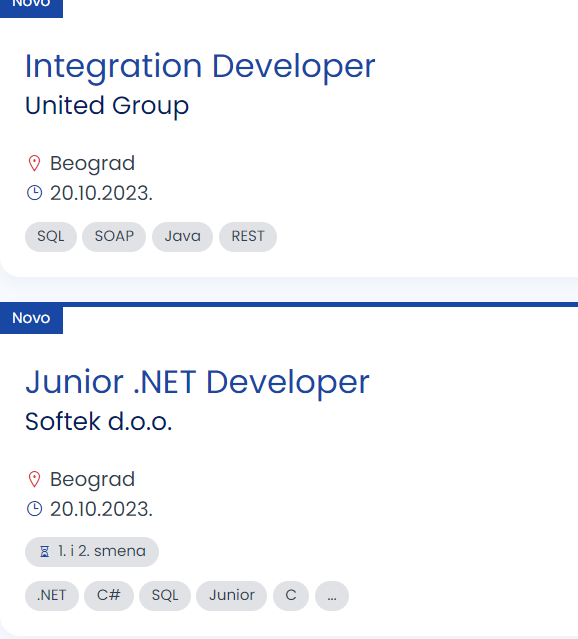 Novo
Integration Developer
United Group
Beograd
20.10.2023.
SQL SOAP Java REST
Novo
Junior .NET Developer
Softek d.o.o.
Beograd
20.10.2023.
1. i 2. smena
.NET C# SQL Junior C ...